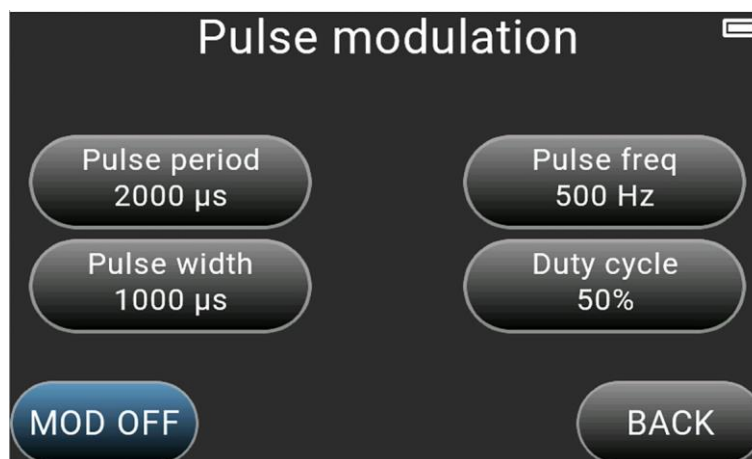 Pulse modulation
Pulse period
2000 µs
Pulse freq
500 Hz
Pulse width
1000 µs
Duty cycle
50%
MOD OFF
BACK